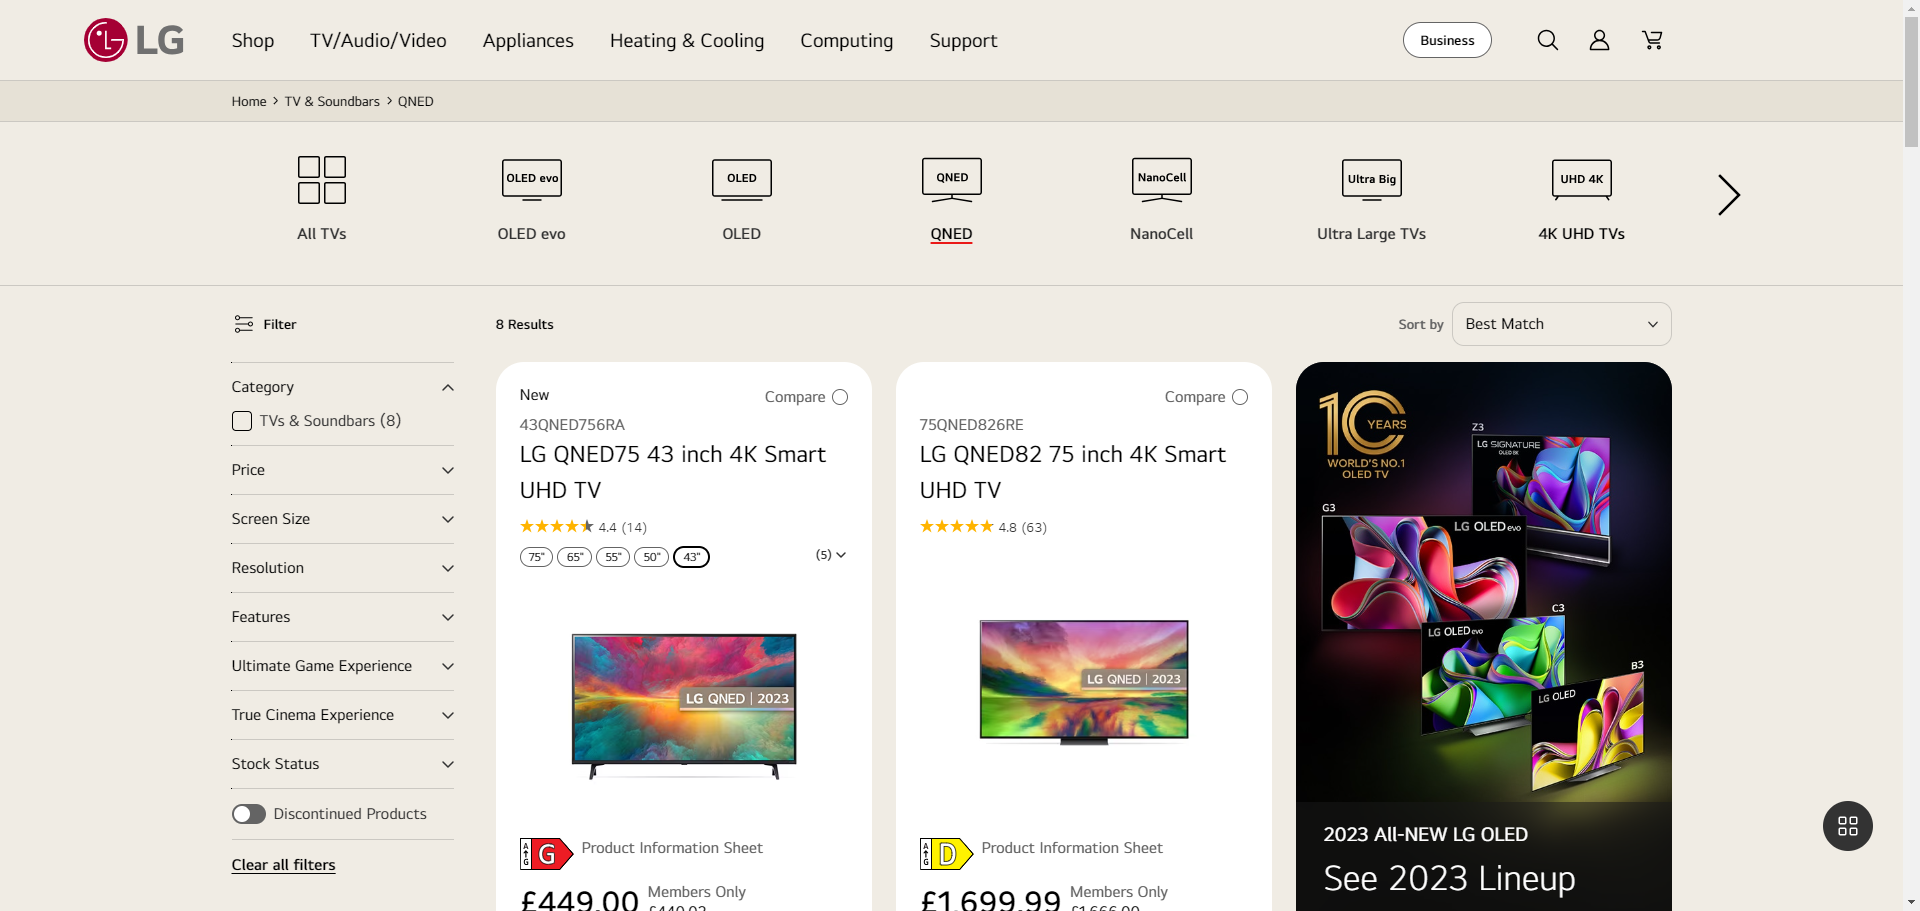 LG
Shop
TV/Audio/Video
Appliances
Heating & Cooling
Computing
Support
Business
Home > TV & Soundbars > QNED
All TVs
OLED evo
OLED evo
OLED
OLED
QNED
QNED
NanoCell
NanoCell
Ultra Big
Ultra Large TVs
UHD 4K
4K UHD TVs
Filter
8 Results
Sort by
Best Match
Category
TVs & Soundbars (8)
Price
Screen Size
Resolution
Features
Ultimate Game Experience
True Cinema Experience
Stock Status
Discontinued Products
Clear all filters
New
Compare
43QNED756RA
LG QNED75 43 inch 4K Smart
UHD TV
4.4 (14)
75" 65" 55" 50" 43"
(5)
LG QNED | 2023
A
G
G
Product Information Sheet
£449.00
Members Only
£440.02
Compare
75QNED826RE
LG QNED82 75 inch 4K Smart
UHD TV
4.8 (63)
LG QNED | 2023
A
G
D
Product Information Sheet
£1,699.99
Members Only
£1,666.00
10 YEARS
WORLD'S NO.1
OLED TV
Z3
LG SIGNATURE
OLED 8K
G3
LG OLED evo
C3
LG OLED evo
B3
LG OLED
2023 All-NEW LG OLED
See 2023 Lineup